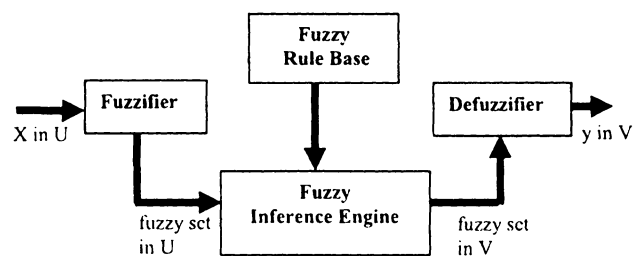 Fuzzy
Rule Base
Fuzzifier
Defuzzifier
X in U
y in V
Fuzzy
Inference Engine
fuzzy sct
in U
fuzzy sct
in V